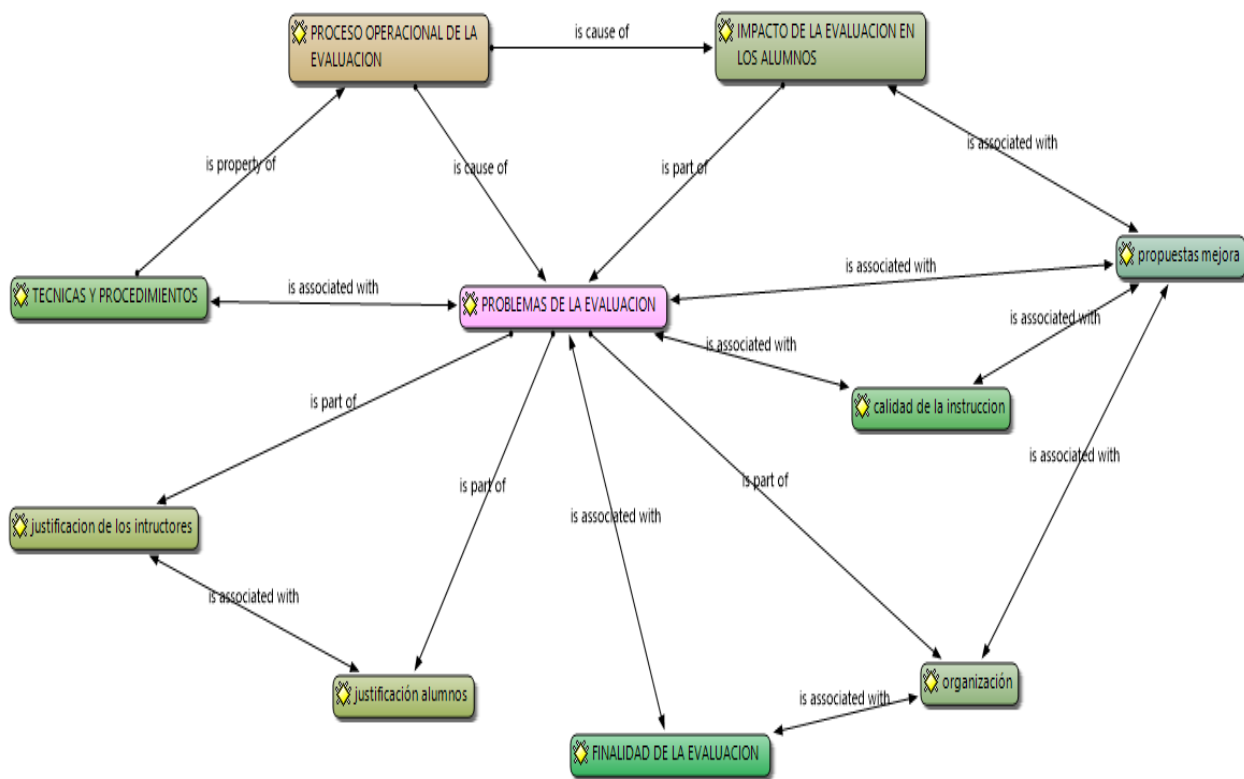 PROCESO OPERACIONAL DE LA
EVALUACION
is cause of
IMPACTO DE LA EVALUACION EN
LOS ALUMNOS
is property of
is cause of
is part of
is associated with
propuestas mejora
TECNICAS Y PROCEDIMIENTOS
is associated with
PROBLEMAS DE LA EVALUACION
is associated with
is associated with
is associated with
calidad de la instruccion
is part of
is part of
is associated with
is part of
is associated with
justificacion de los intructores
is associated with
justificación alumnos
organización
is associated with
FINALIDAD DE LA EVALUACION